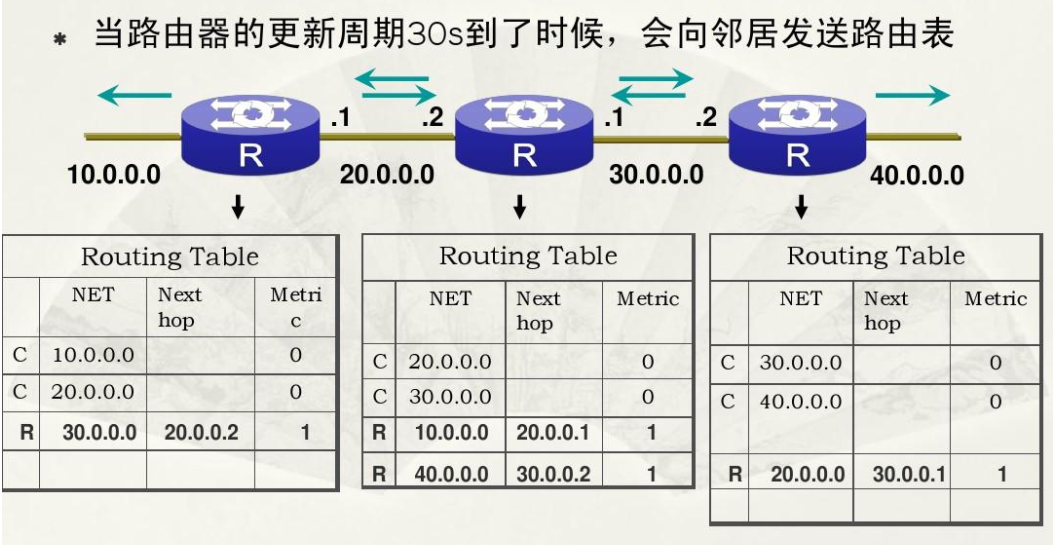 * 当路由器的更新周期30s到了时候，会向邻居发送路由表
.1 .2 .1 .2
R R R
10.0.0.0 20.0.0.0 30.0.0.0 40.0.0.0
Routing Table
NET Next hop Metric
C 10.0.0.0 0
C 20.0.0.0 0
R 30.0.0.0 20.0.0.2 1
Routing Table
NET Next hop Metric
C 20.0.0.0 0
C 30.0.0.0 0
R 10.0.0.0 20.0.0.1 1
R 40.0.0.0 30.0.0.2 1
Routing Table
NET Next hop Metric
C 30.0.0.0 0
C 40.0.0.0 0
R 20.0.0.0 30.0.0.1 1